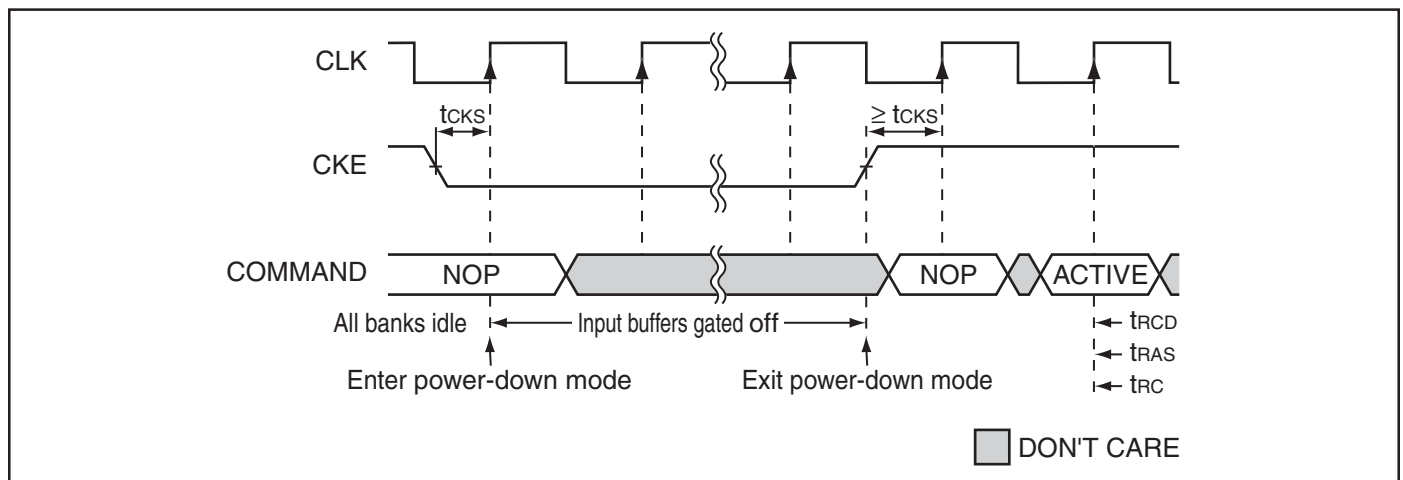 CLK
tCKS
≥ tCKS
CKE
COMMAND
NOP
NOP
ACTIVE
All banks idle
Input buffers gated off
tRCD
tRAS
tRC
Enter power-down mode
Exit power-down mode
DON'T CARE